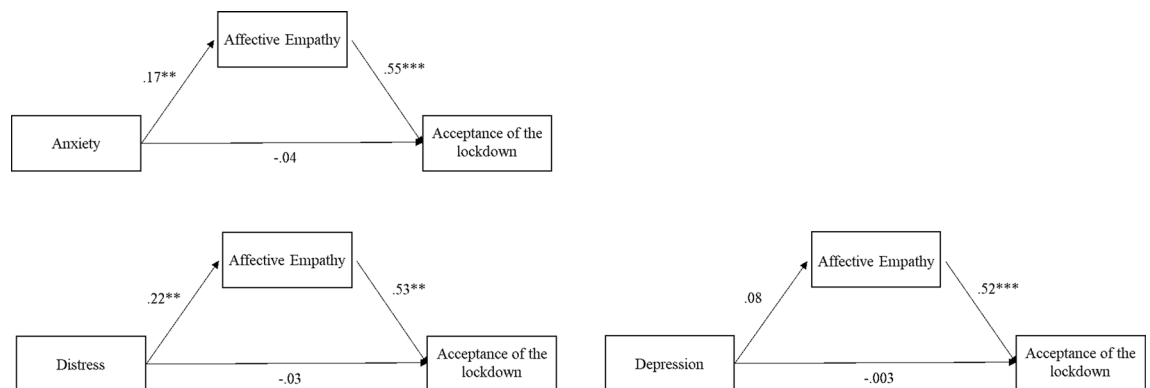 Affective Empathy
.17**
.55***
Anxiety
Acceptance of the
lockdown
-.04
Affective Empathy
Affective Empathy
.22**
.53**
.08
.52***
Distress
Acceptance of the
lockdown
Depression
Acceptance of the
lockdown
-.03
-.003